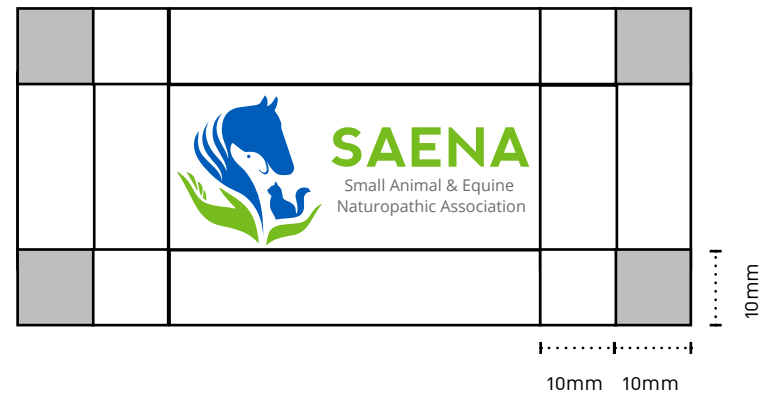 SAENA
Small Animal & Equine
Naturopathic Association
10mm
10mm 10mm